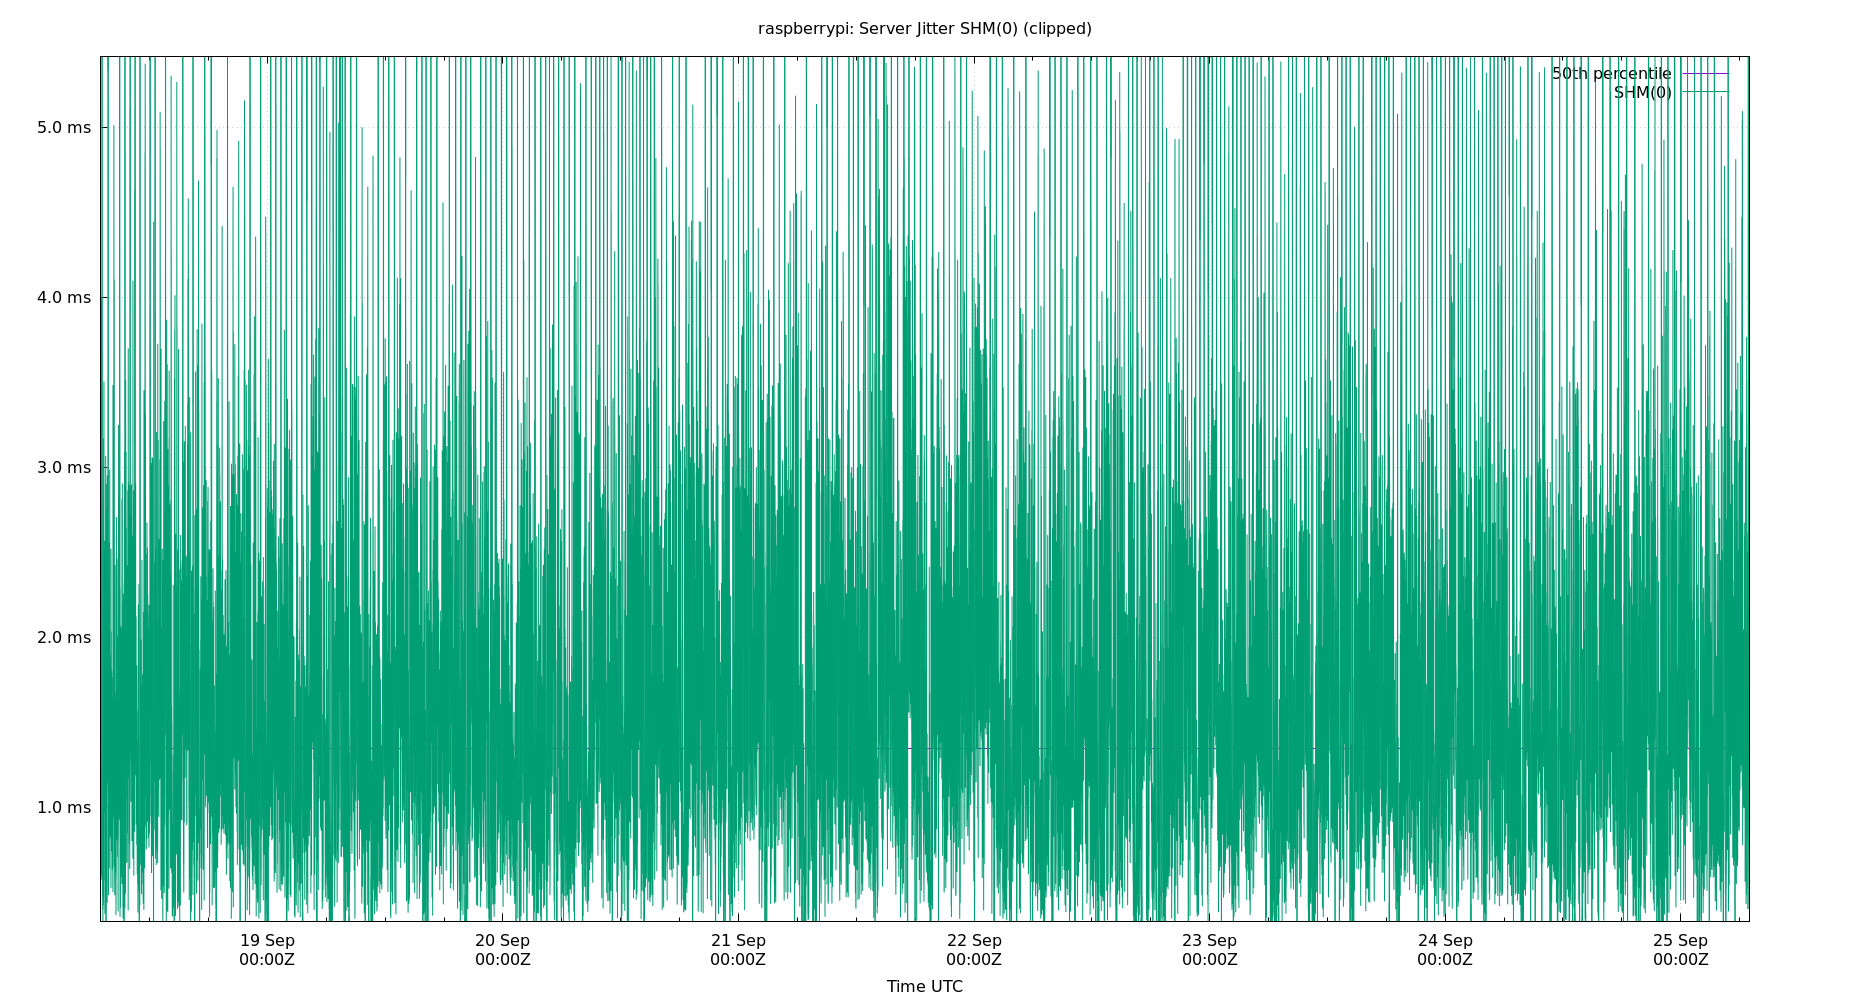 raspberrypi: Server Jitter SHM(0) (clipped)
50th percentile
SHM(0)
5.0 ms
4.0 ms
3.0 ms
2.0 ms
1.0 ms
19 Sep 20 Sep 21 Sep 22 Sep 23 Sep 24 Sep 25 Sep
00:00Z 00:00Z 00:00Z 00:00Z 00:00Z 00:00Z 00:00Z
Time UTC